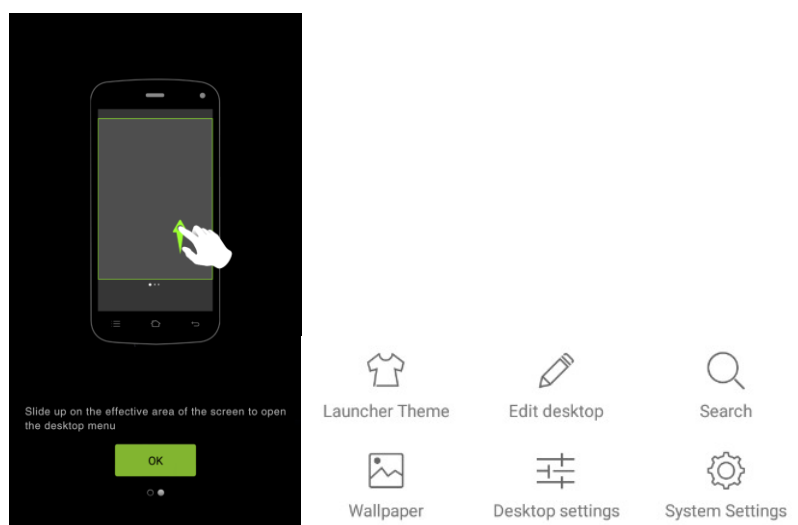 Slide up on the effective area of the screen to open
the desktop menu
OK
Launcher Theme
Edit desktop
Search
Wallpaper
Desktop settings
System Settings